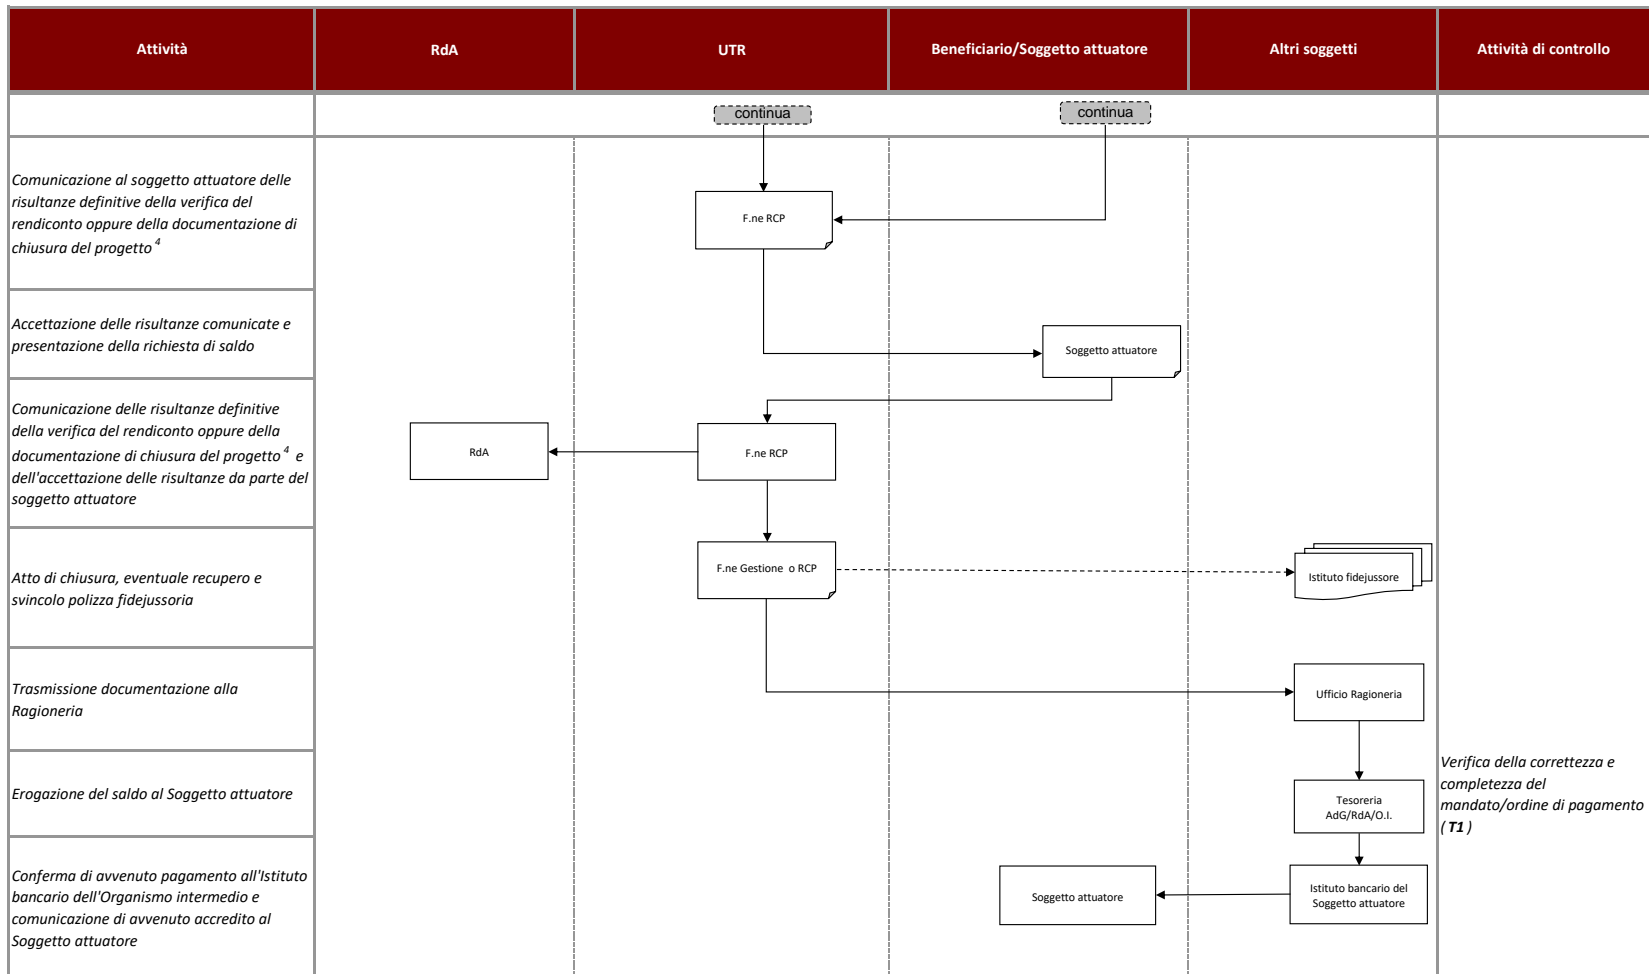 Attività
RdA
UTR
Beneficiario/Soggetto attuatore
Altri soggetti
Attività di controllo
continua
continua
Comunicazione al soggetto attuatore delle
risultanze definitive della verifica del
rendiconto oppure della documentazione di
chiusura del progetto 4
F.ne RCP
Accettazione delle risultanze comunicate e
presentazione della richiesta di saldo
Soggetto attuatore
Comunicazione delle risultanze definitive
della verifica del rendiconto oppure della
documentazione di chiusura del progetto 4 e
dell'accettazione delle risultanze da parte del
soggetto attuatore
RdA
F.ne RCP
Atto di chiusura, eventuale recupero e
svincolo polizza fidejussoria
F.ne Gestione o RCP
Istituto fidejussore
Trasmissione documentazione alla
Ragioneria
Ufficio Ragioneria
Erogazione del saldo al Soggetto attuatore
Tesoreria
AdG/RdA/O.I.
Verifica della correttezza e
completezza del
mandato/ordine di pagamento
( T1 )
Conferma di avvenuto pagamento all'Istituto
bancario dell'Organismo intermedio e
comunicazione di avvenuto accredito al
Soggetto attuatore
Soggetto attuatore
Istituto bancario del
Soggetto attuatore